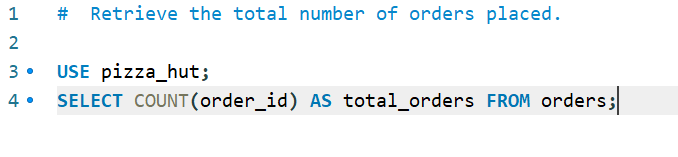 1 # Retrieve the total number of orders placed.
2
3 USE pizza_hut;
4 SELECT COUNT(order_id) AS total_orders FROM orders;